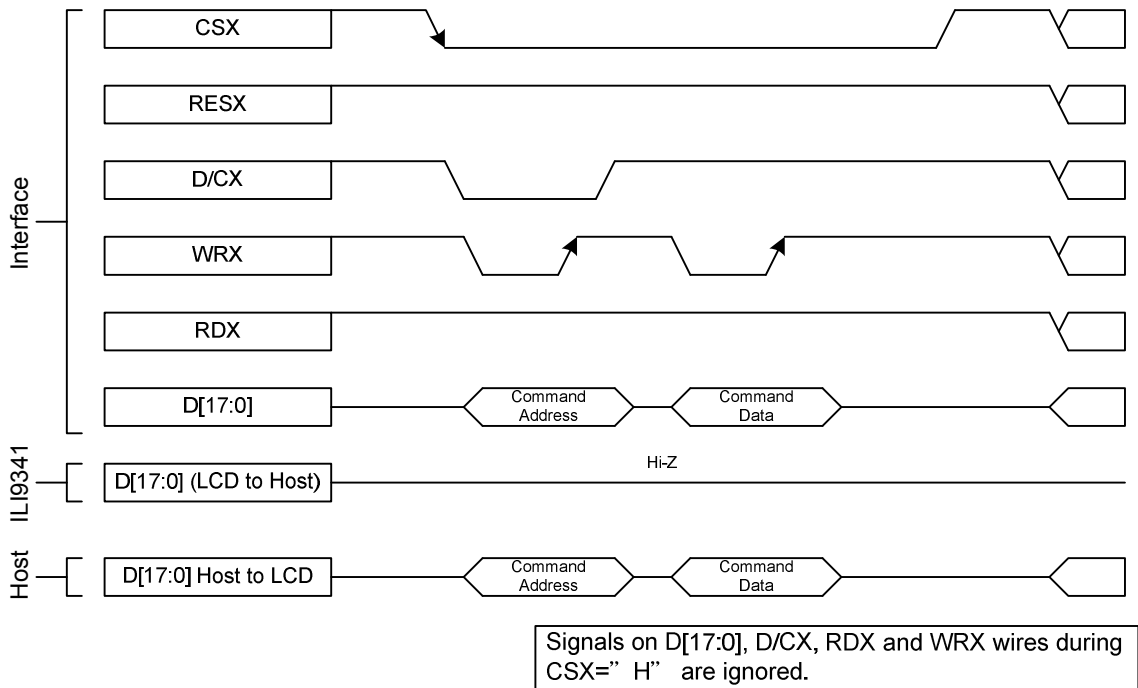 Interface
CSX
RESX
D/CX
WRX
RDX
D[17:0]
Command
Address
Command
Data
ILI9341
D[17:0] (LCD to Host)
Hi-Z
Host
D[17:0] Host to LCD
Command
Address
Command
Data
Signals on D[17:0], D/CX, RDX and WRX wires during
CSX=” H” are ignored.